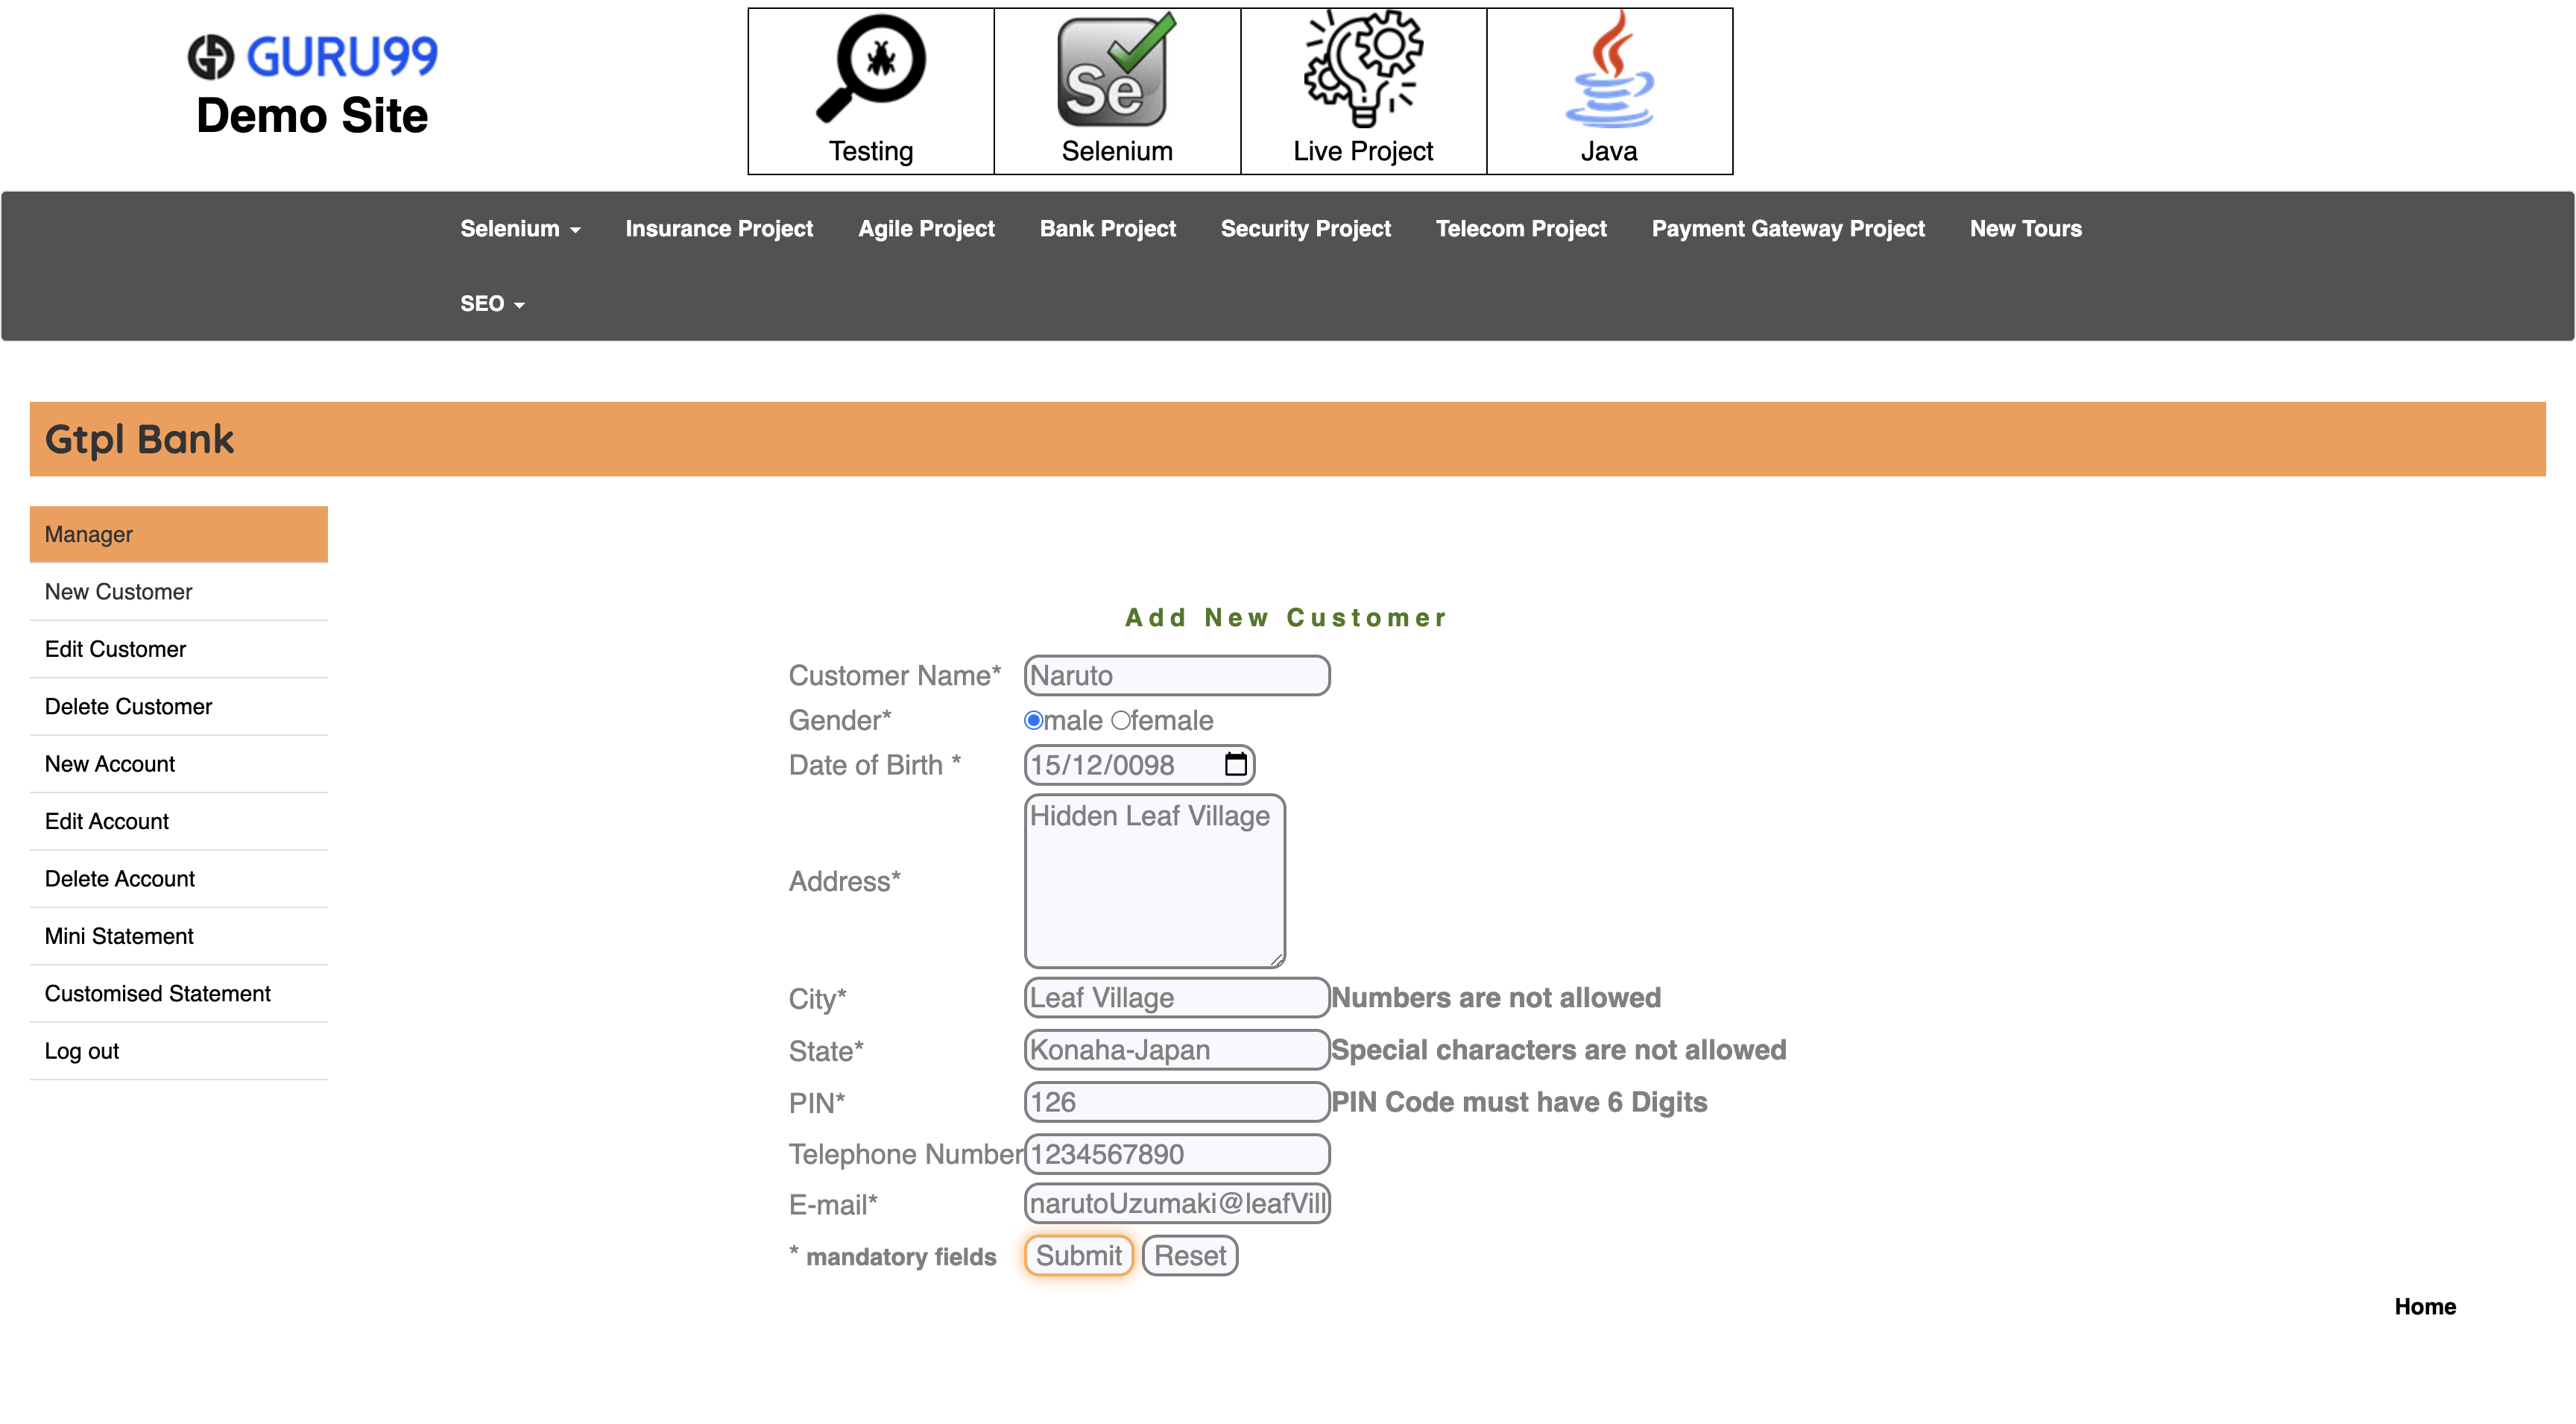 GURU99
Demo Site
Se
Testing
Selenium
Live Project
Java
Selenium
Insurance Project
Agile Project
Bank Project
Security Project
Telecom Project
Payment Gateway Project
New Tours
SEO
Gtpl Bank
Manager
New Customer
Edit Customer
Delete Customer
New Account
Edit Account
Delete Account
Mini Statement
Customised Statement
Log out
Add New Customer
Customer Name* Naruto
Gender* male female
Date of Birth * 15/12/0098
Address* Hidden Leaf Village
City* Leaf Village Numbers are not allowed
State* Konaha-Japan Special characters are not allowed
PIN* 126 PIN Code must have 6 Digits
Telephone Number 1234567890
E-mail* narutoUzumaki@leafVill
* mandatory fields Submit Reset
Home